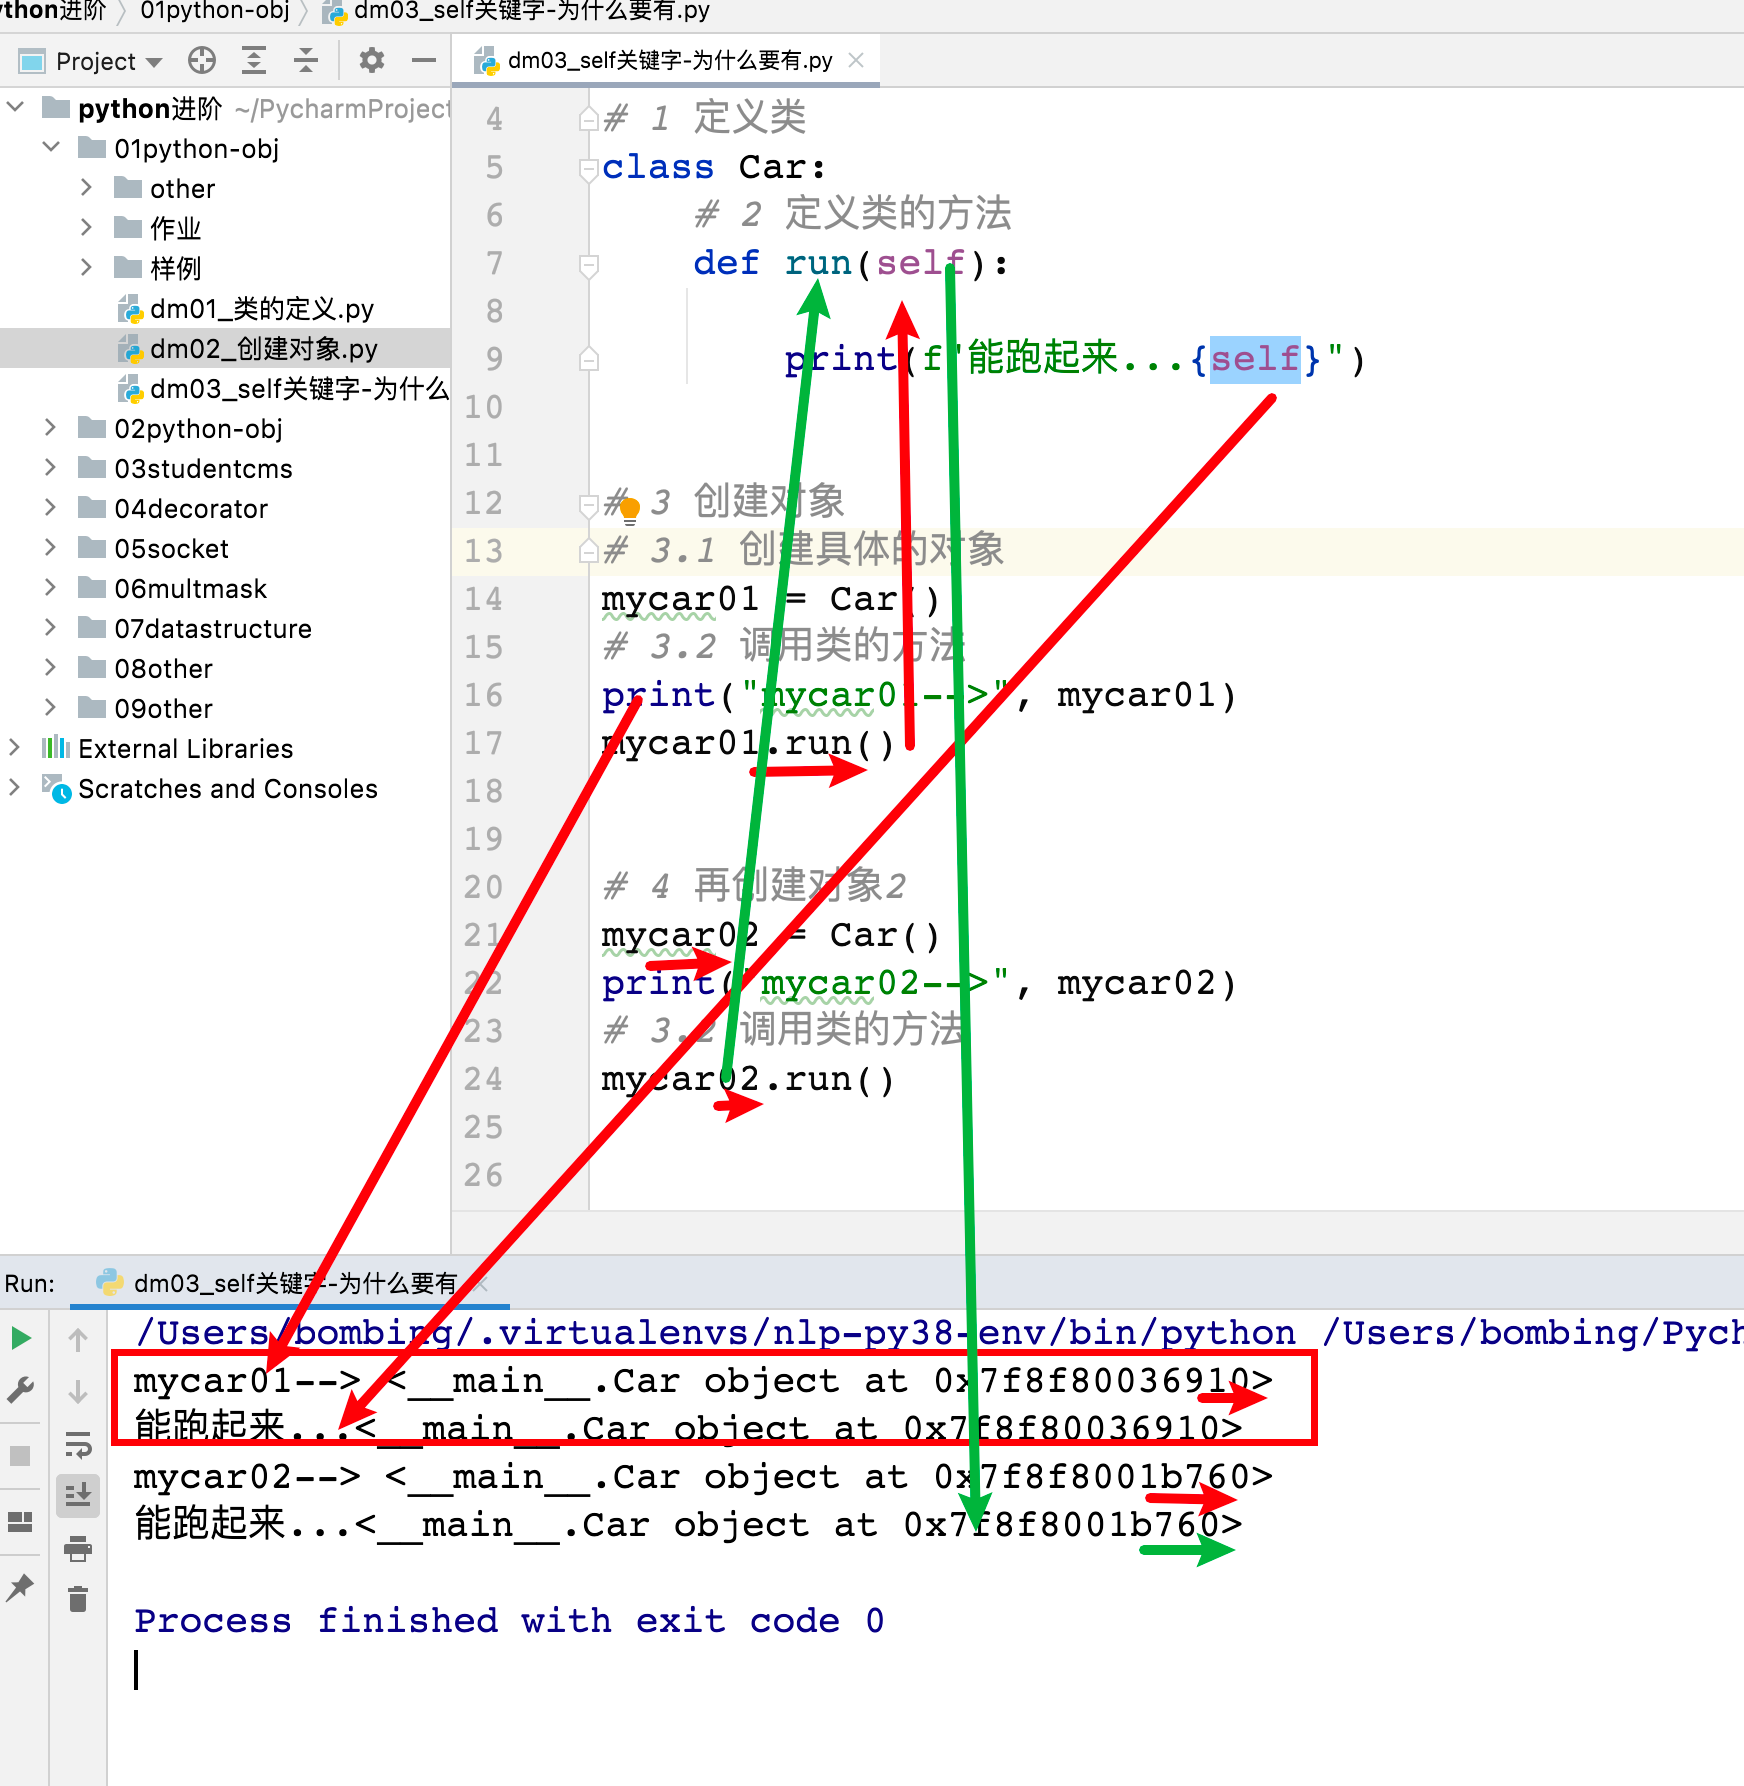 ython进阶 01python-obj dm03_self关键字-为什么要有.py
Project
dm03_self关键字-为什么要有.py
python进阶 ~/PycharmProject
01python-obj
other
作业
样例
dm01_类的定义.py
dm02_创建对象.py
dm03_self关键字-为什么
02python-obj
03studentcms
04decorator
05socket
06multmask
07datastructure
08other
09other
External Libraries
Scratches and Consoles
4 # 1 定义类
5 class Car:
6 # 2 定义类的方法
7 def run(self):
8
9 print(f"能跑起来...{self}")
10
11
12 # 3 创建对象
13 # 3.1 创建具体的对象
14 mycar01 = Car()
15 # 3.2 调用类的方法
16 print("mycar01-->", mycar01)
17 mycar01.run()
18
19
20 # 4 再创建对象2
21 mycar02 = Car()
22 print("mycar02-->", mycar02)
23 # 3.2 调用类的方法
24 mycar02.run()
25
26
Run: dm03_self关键字-为什么要有
/Users/bombing/.virtualenvs/nlp-py38-env/bin/python /Users/bombing/Pych
mycar01--> <__main__.Car object at 0x7f8f80036910>
能跑起来...<__main__.Car object at 0x7f8f80036910>
mycar02--> <__main__.Car object at 0x7f8f8001b760>
能跑起来...<__main__.Car object at 0x7f8f8001b760>
Process finished with exit code 0